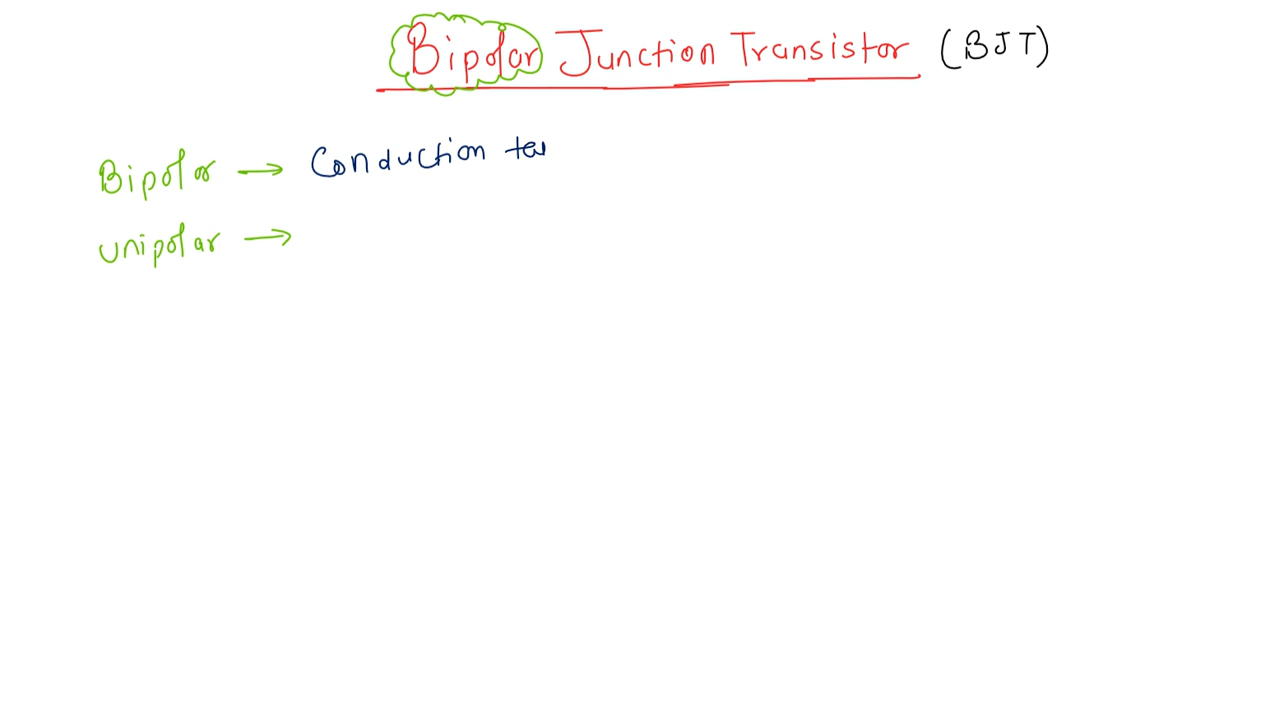 Bipolar Junction Transistor (BJT)
Bipolar → Conduction
unipolar →